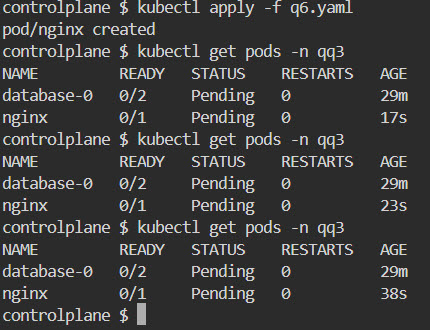 controlplane $ kubectl apply -f q6.yaml
pod/nginx created
controlplane $ kubectl get pods -n qq3
NAME         READY   STATUS    RESTARTS   AGE
database-0   0/2     Pending   0          29m
nginx        0/1     Pending   0          17s
controlplane $ kubectl get pods -n qq3
NAME         READY   STATUS    RESTARTS   AGE
database-0   0/2     Pending   0          29m
nginx        0/1     Pending   0          23s
controlplane $ kubectl get pods -n qq3
NAME         READY   STATUS    RESTARTS   AGE
database-0   0/2     Pending   0          29m
nginx        0/1     Pending   0          38s
controlplane $